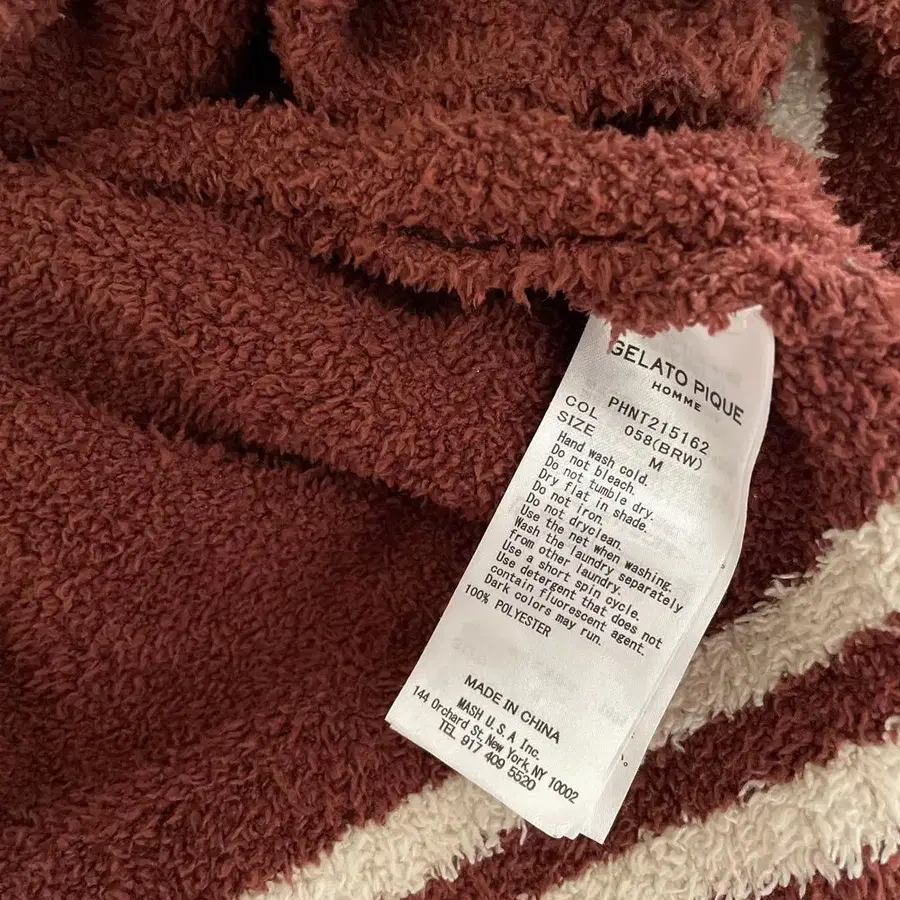 GELATO PIQUE
HOMME
PHNT215162
COL 058(BRW)
SIZE M
Hand wash cold.
Do not bleach.
Do not tumble dry.
Dry flat in shade.
Do not iron.
Do not dryclean.
Use the net when washing.
Wash the laundry separately
from other laundry.
Use a short spin cycle.
Use detergent that does not
contain fluorescent agent.
Dark colors may run.
100% POLYESTER
MADE IN CHINA
MASH U.S.A Inc.
144 Orchard St, New York, NY 10002
TEL 917 409 5520